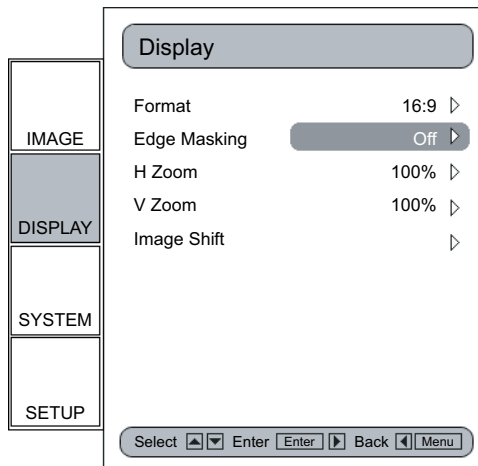 Display
IMAGE
DISPLAY
SYSTEM
SETUP
Format 16:9
Edge Masking Off
H Zoom 100%
V Zoom 100%
Image Shift
Select Enter Enter Back Menu